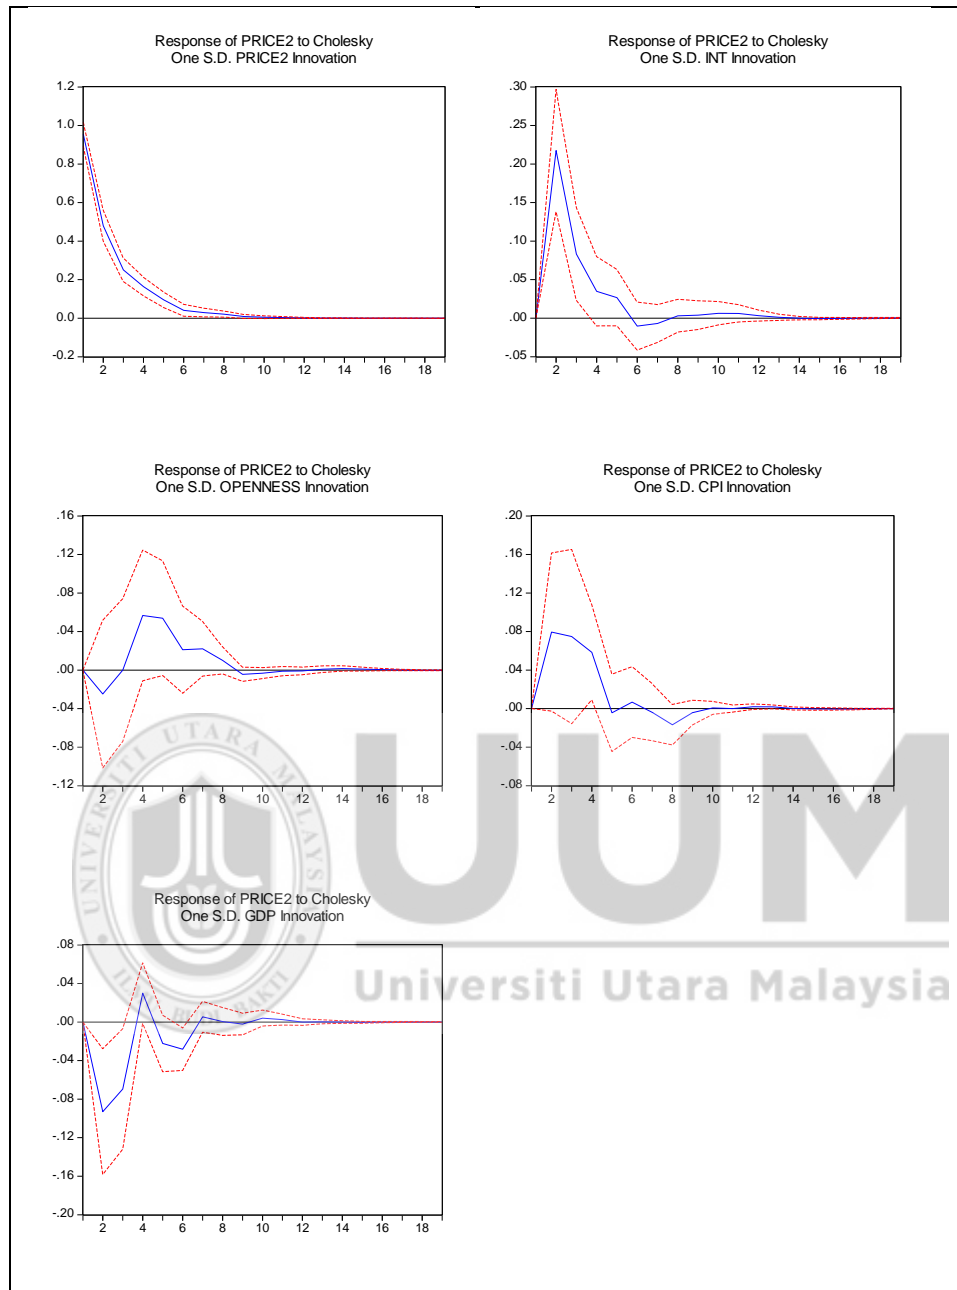 Response of PRICE2 to Cholesky
One S.D. PRICE2 Innovation
1.2
1.0
0.8
0.6
0.4
0.2
0.0
-0.2
2 4 6 8 10 12 14 16 18
Response of PRICE2 to Cholesky
One S.D. INT Innovation
.30
.25
.20
.15
.10
.05
.00
-.05
2 4 6 8 10 12 14 16 18
Response of PRICE2 to Cholesky
One S.D. OPENNESS Innovation
.16
.12
.08
.04
.00
-.04
-.08
-.12
2 4 6 8 10 12 14 16 18
Response of PRICE2 to Cholesky
One S.D. CPI Innovation
.20
.16
.12
.08
.04
.00
-.04
-.08
2 4 6 8 10 12 14 16 18
UNIVERSITI UTARA MALAYSIA
BUDI BAKTI
UUM
Universiti Utara Malaysia
Response of PRICE2 to Cholesky
One S.D. GDP Innovation
.08
.04
.00
-.04
-.08
-.12
-.16
-.20
2 4 6 8 10 12 14 16 18